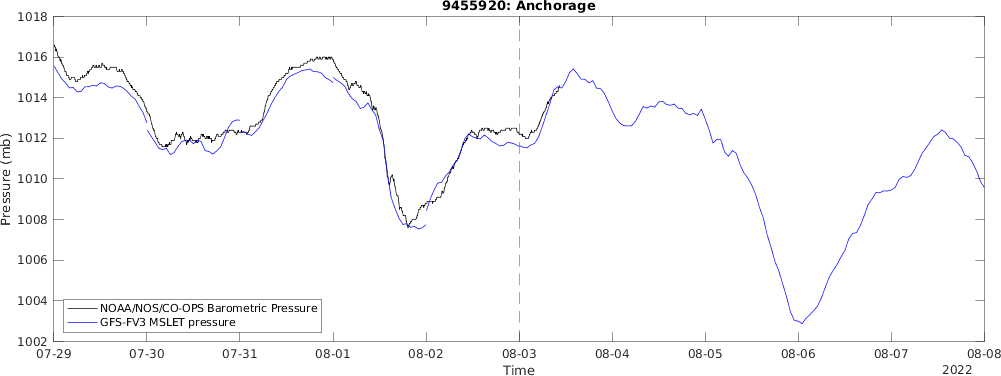 9455920: Anchorage
1018
1016
1014
1012
1010
1008
1006
1004
1002
Pressure (mb)
NOAA/NOS/CO-OPS Barometric Pressure
GFS-FV3 MSLET pressure
07-29 07-30 07-31 08-01 08-02 08-03 08-04 08-05 08-06 08-07 08-08
Time
2022